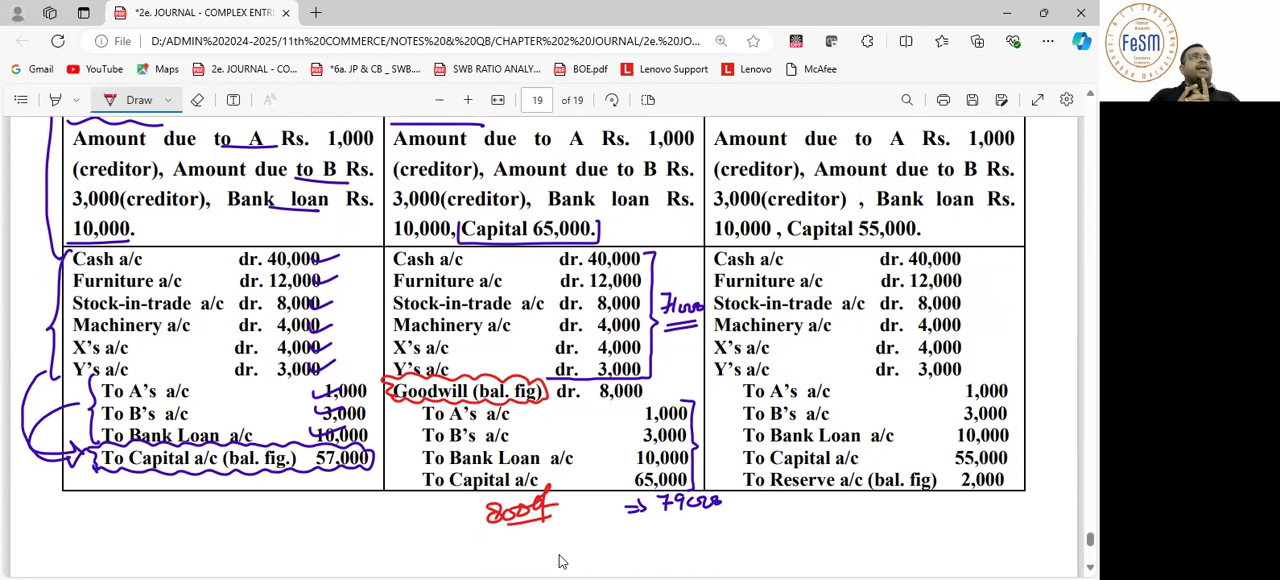 *2e. JOURNAL - COMPLEX ENTR
File
D:/ADMIN%202024-2025/11th%20COMMERCE/NOTES%20&%20QB/CHAPTER%202%20JOURNAL/2e.%20JO...
Gmail
YouTube
Maps
2e. JOURNAL - CO...
*6a. JP & CB _ SWB....
SWB RATIO ANALY...
BOE.pdf
Lenovo Support
Lenovo
McAfee
Draw
19 of 19
FeSM
Amount due to A Rs. 1,000
(creditor), Amount due to B Rs.
3,000(creditor), Bank loan Rs.
10,000.
Cash a/c dr. 40,000
Furniture a/c dr. 12,000
Stock-in-trade a/c dr. 8,000
Machinery a/c dr. 4,000
X's a/c dr. 4,000
Y's a/c dr. 3,000
To A's a/c 1,000
To B's a/c 3,000
To Bank Loan a/c 10,000
To Capital a/c (bal. fig.) 57,000
Amount due to A Rs. 1,000
(creditor), Amount due to B Rs.
3,000(creditor), Bank loan Rs.
10,000, Capital 65,000.
Cash a/c dr. 40,000
Furniture a/c dr. 12,000
Stock-in-trade a/c dr. 8,000
Machinery a/c dr. 4,000
X's a/c dr. 4,000
Y's a/c dr. 3,000
71000
Goodwill (bal. fig) dr. 8,000
To A's a/c 1,000
To B's a/c 3,000
To Bank Loan a/c 10,000
To Capital a/c 65,000
79000
Amount due to A Rs. 1,000
(creditor), Amount due to B Rs.
3,000(creditor) , Bank loan Rs.
10,000 , Capital 55,000.
Cash a/c dr. 40,000
Furniture a/c dr. 12,000
Stock-in-trade a/c dr. 8,000
Machinery a/c dr. 4,000
X's a/c dr. 4,000
Y's a/c dr. 3,000
To A's a/c 1,000
To B's a/c 3,000
To Bank Loan a/c 10,000
To Capital a/c 55,000
To Reserve a/c (bal. fig) 2,000